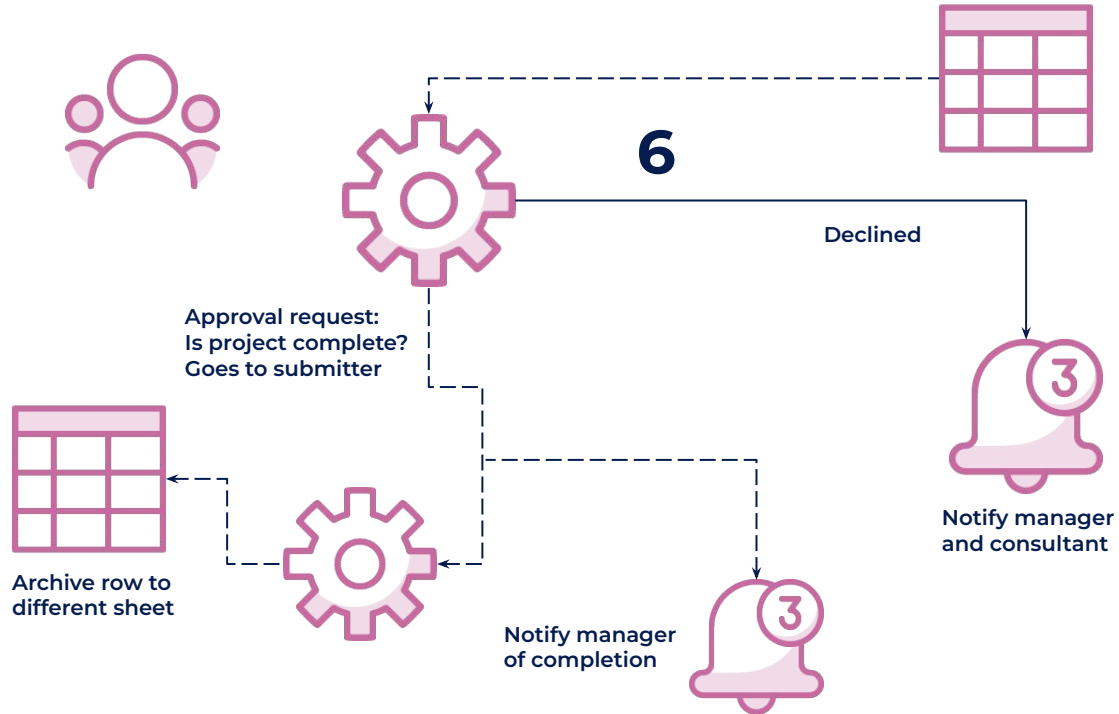 6
Declined
Approval request:
Is project complete?
Goes to submitter
3
Notify manager
and consultant
Archive row to
different sheet
3
Notify manager
of completion